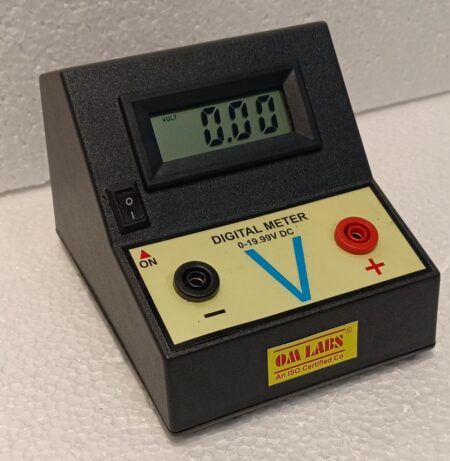 VOLT
0.00
O
I
ON
DIGITAL METER
0-19.99V DC
V
-
+
OM LABS ®
An ISO Certified Co